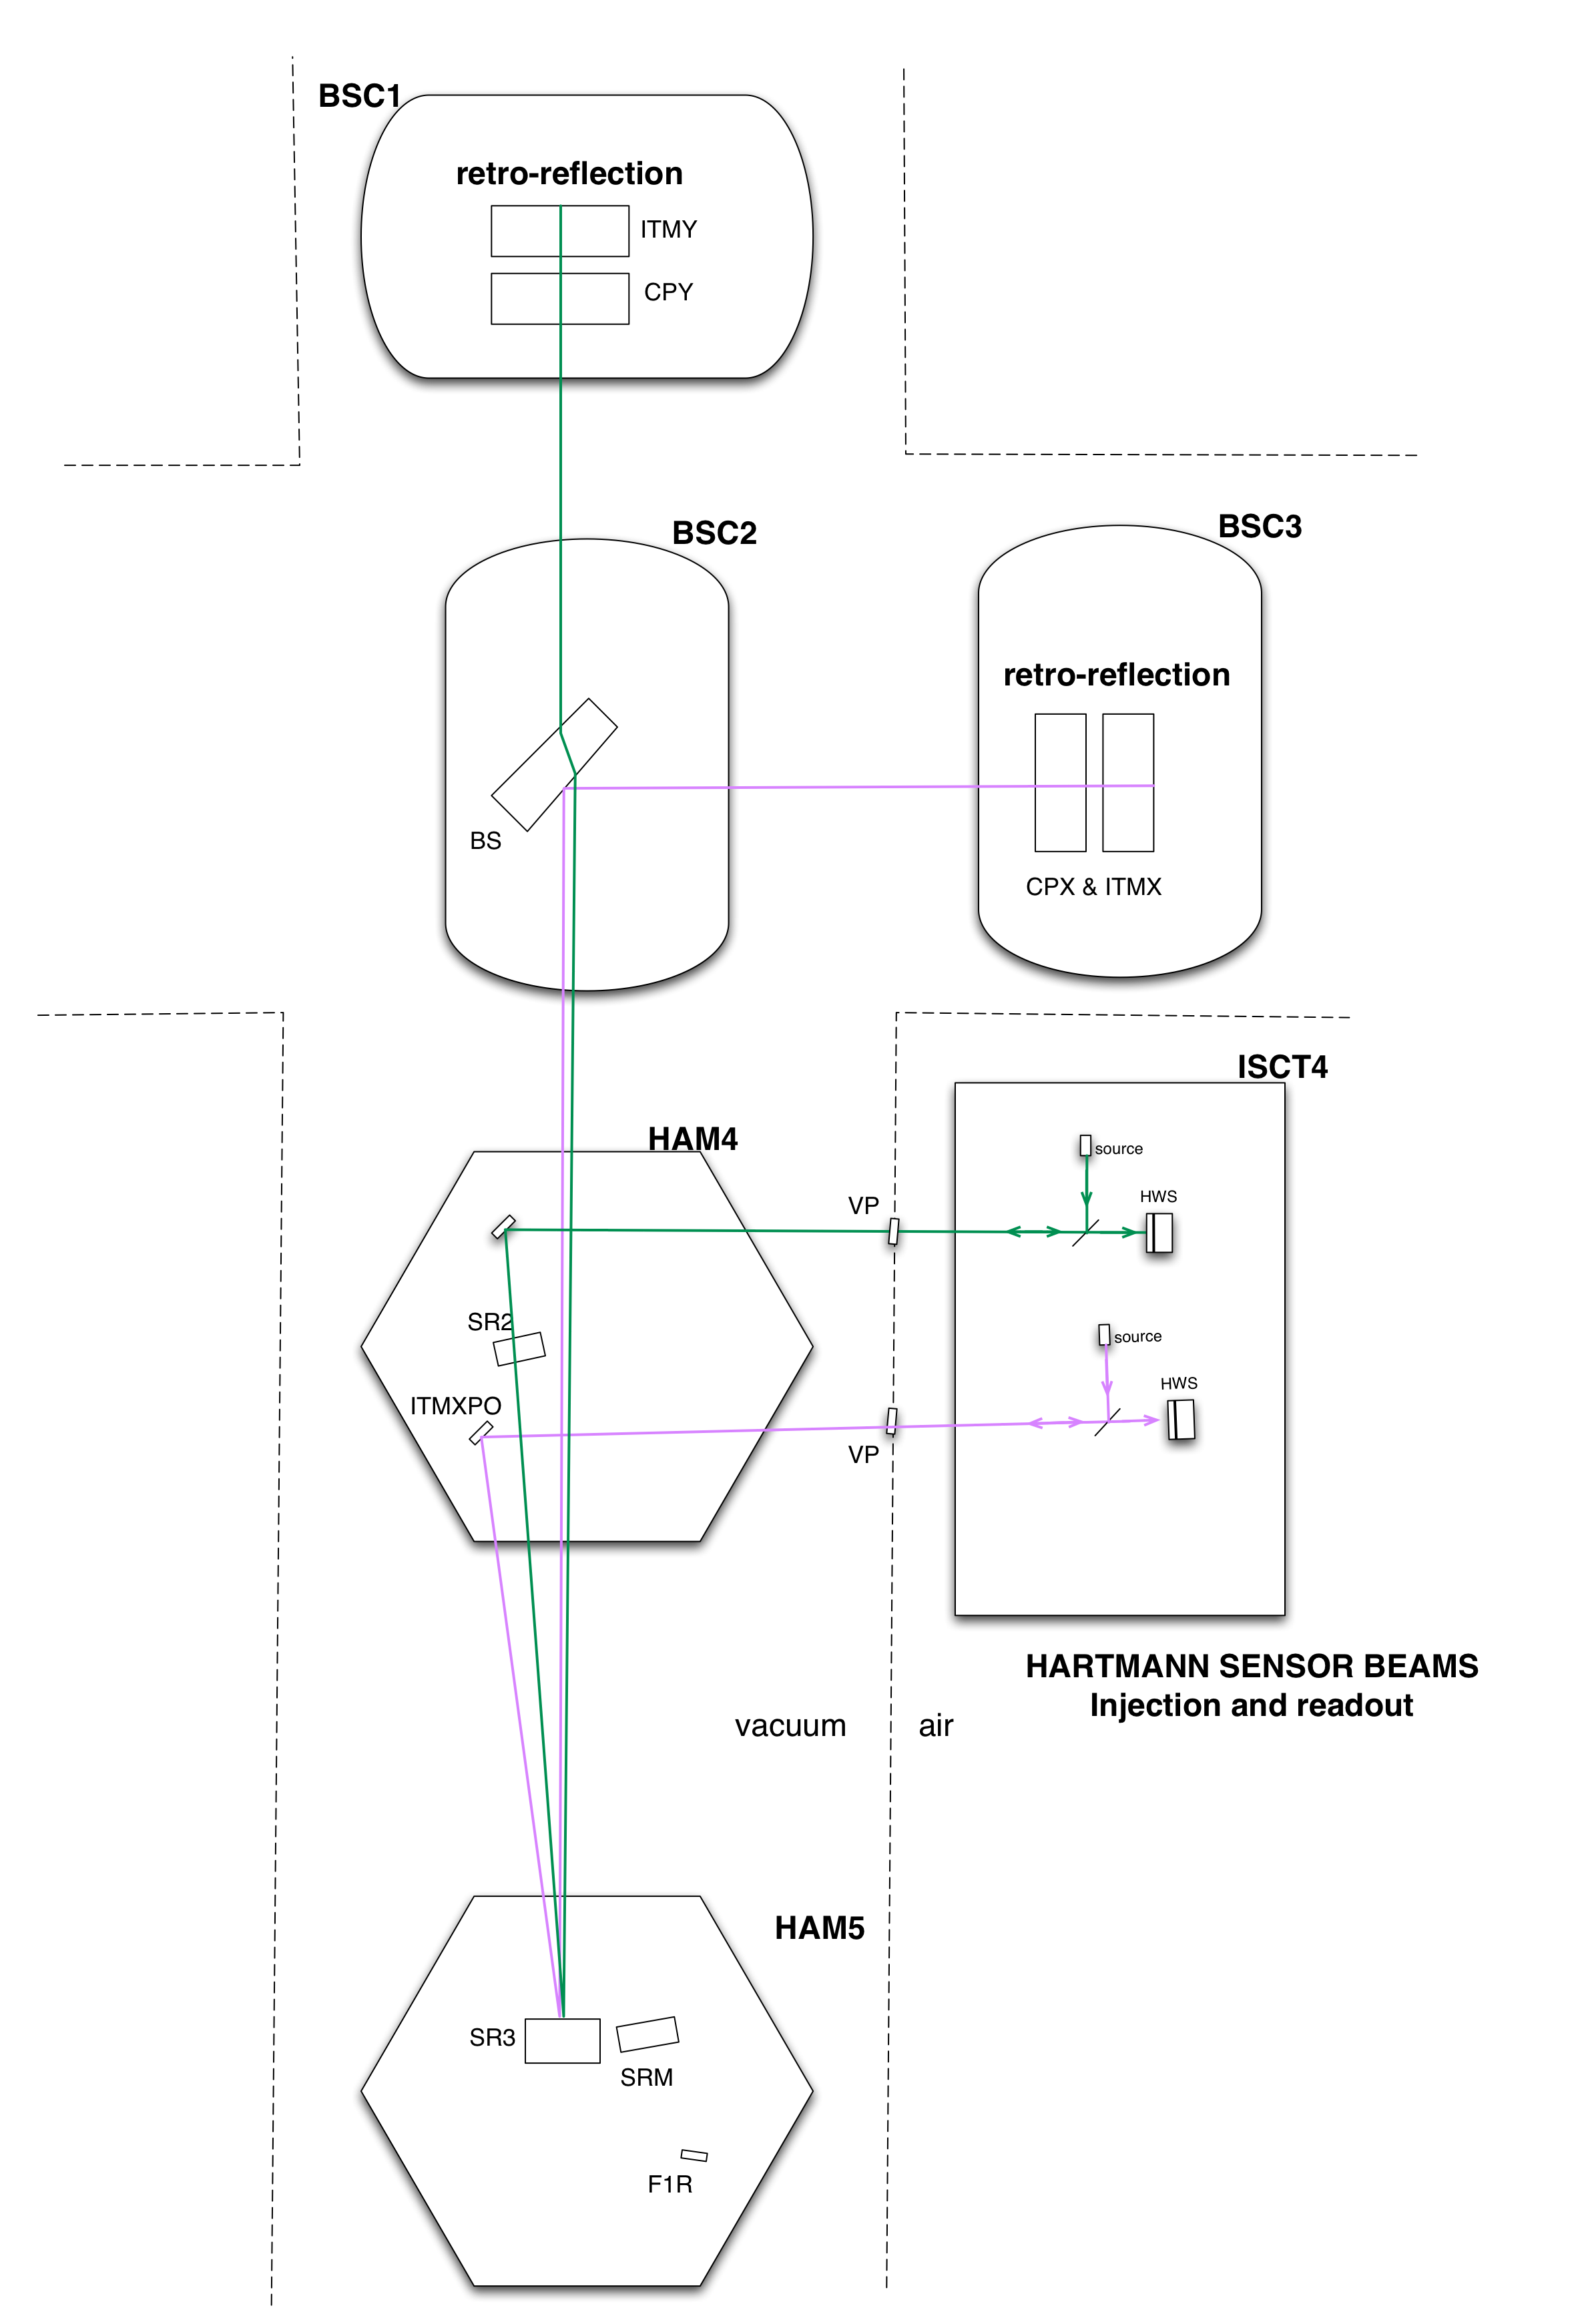 BSC1
retro-reflection
ITMY
CPY
BSC2
BSC3
retro-reflection
BS
CPX & ITMX
ISCT4
HAM4
source
VP
HWS
SR2
source
ITMXPO
HWS
VP
HARTMANN SENSOR BEAMS
Injection and readout
vacuum
air
HAM5
SR3
SRM
F1R